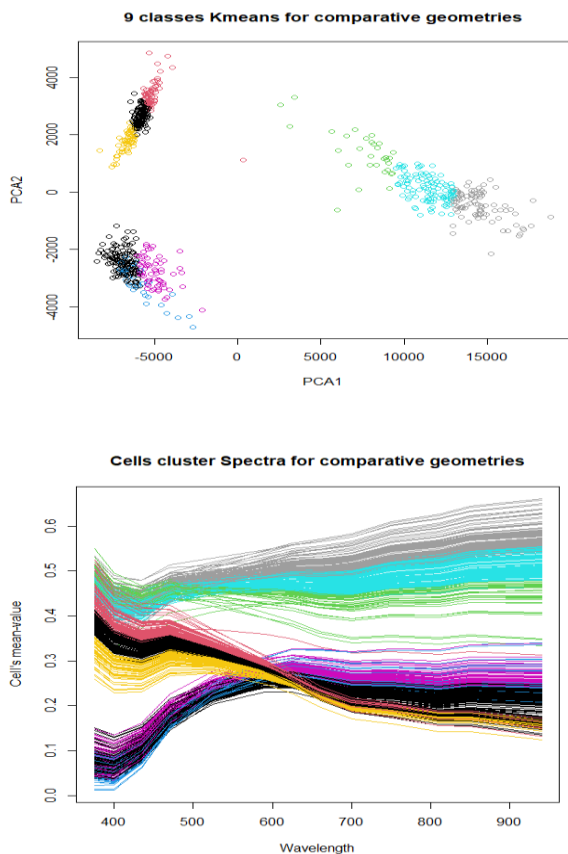 9 classes Kmeans for comparative geometries
4000
2000
0
-2000
-4000
PCA2
-5000 0 5000 10000 15000
PCA1
Cells cluster Spectra for comparative geometries
0.6
0.5
0.4
0.3
0.2
0.1
0.0
Cell's mean-value
400 500 600 700 800 900
Wavelength